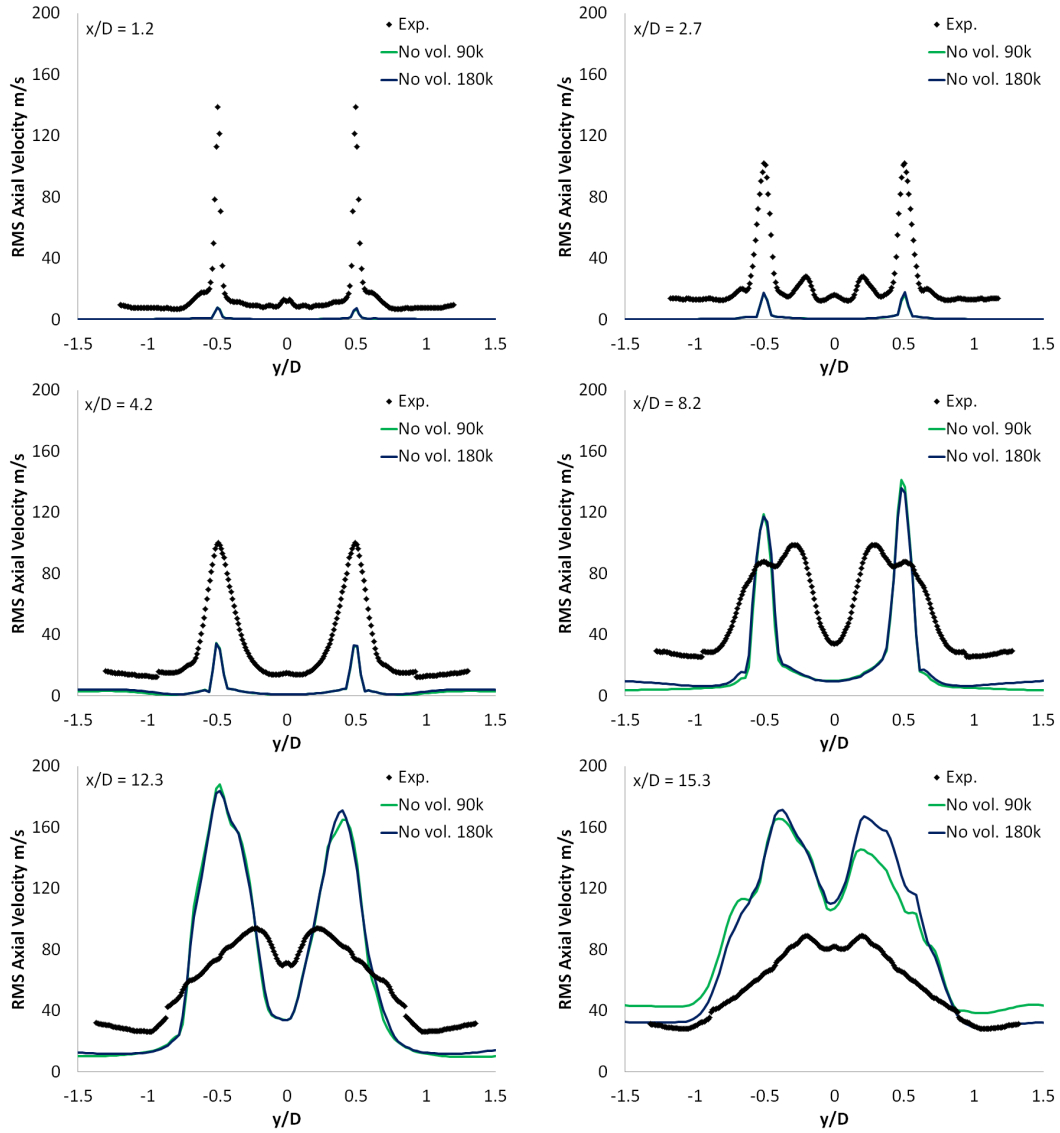 x/D = 1.2
Exp.
No vol. 90k
No vol. 180k
RMS Axial Velocity m/s
200
160
120
80
40
0
-1.5 -1 -0.5 0 0.5 1 1.5
y/D
x/D = 2.7
Exp.
No vol. 90k
No vol. 180k
RMS Axial Velocity m/s
200
160
120
80
40
0
-1.5 -1 -0.5 0 0.5 1 1.5
y/D
x/D = 4.2
Exp.
No vol. 90k
No vol. 180k
RMS Axial Velocity m/s
200
160
120
80
40
0
-1.5 -1 -0.5 0 0.5 1 1.5
y/D
x/D = 8.2
Exp.
No vol. 90k
No vol. 180k
RMS Axial Velocity m/s
200
160
120
80
40
0
-1.5 -1 -0.5 0 0.5 1 1.5
y/D
x/D = 12.3
Exp.
No vol. 90k
No vol. 180k
RMS Axial Velocity m/s
200
160
120
80
40
0
-1.5 -1 -0.5 0 0.5 1 1.5
y/D
x/D = 15.3
Exp.
No vol. 90k
No vol. 180k
RMS Axial Velocity m/s
200
160
120
80
40
0
-1.5 -1 -0.5 0 0.5 1 1.5
y/D